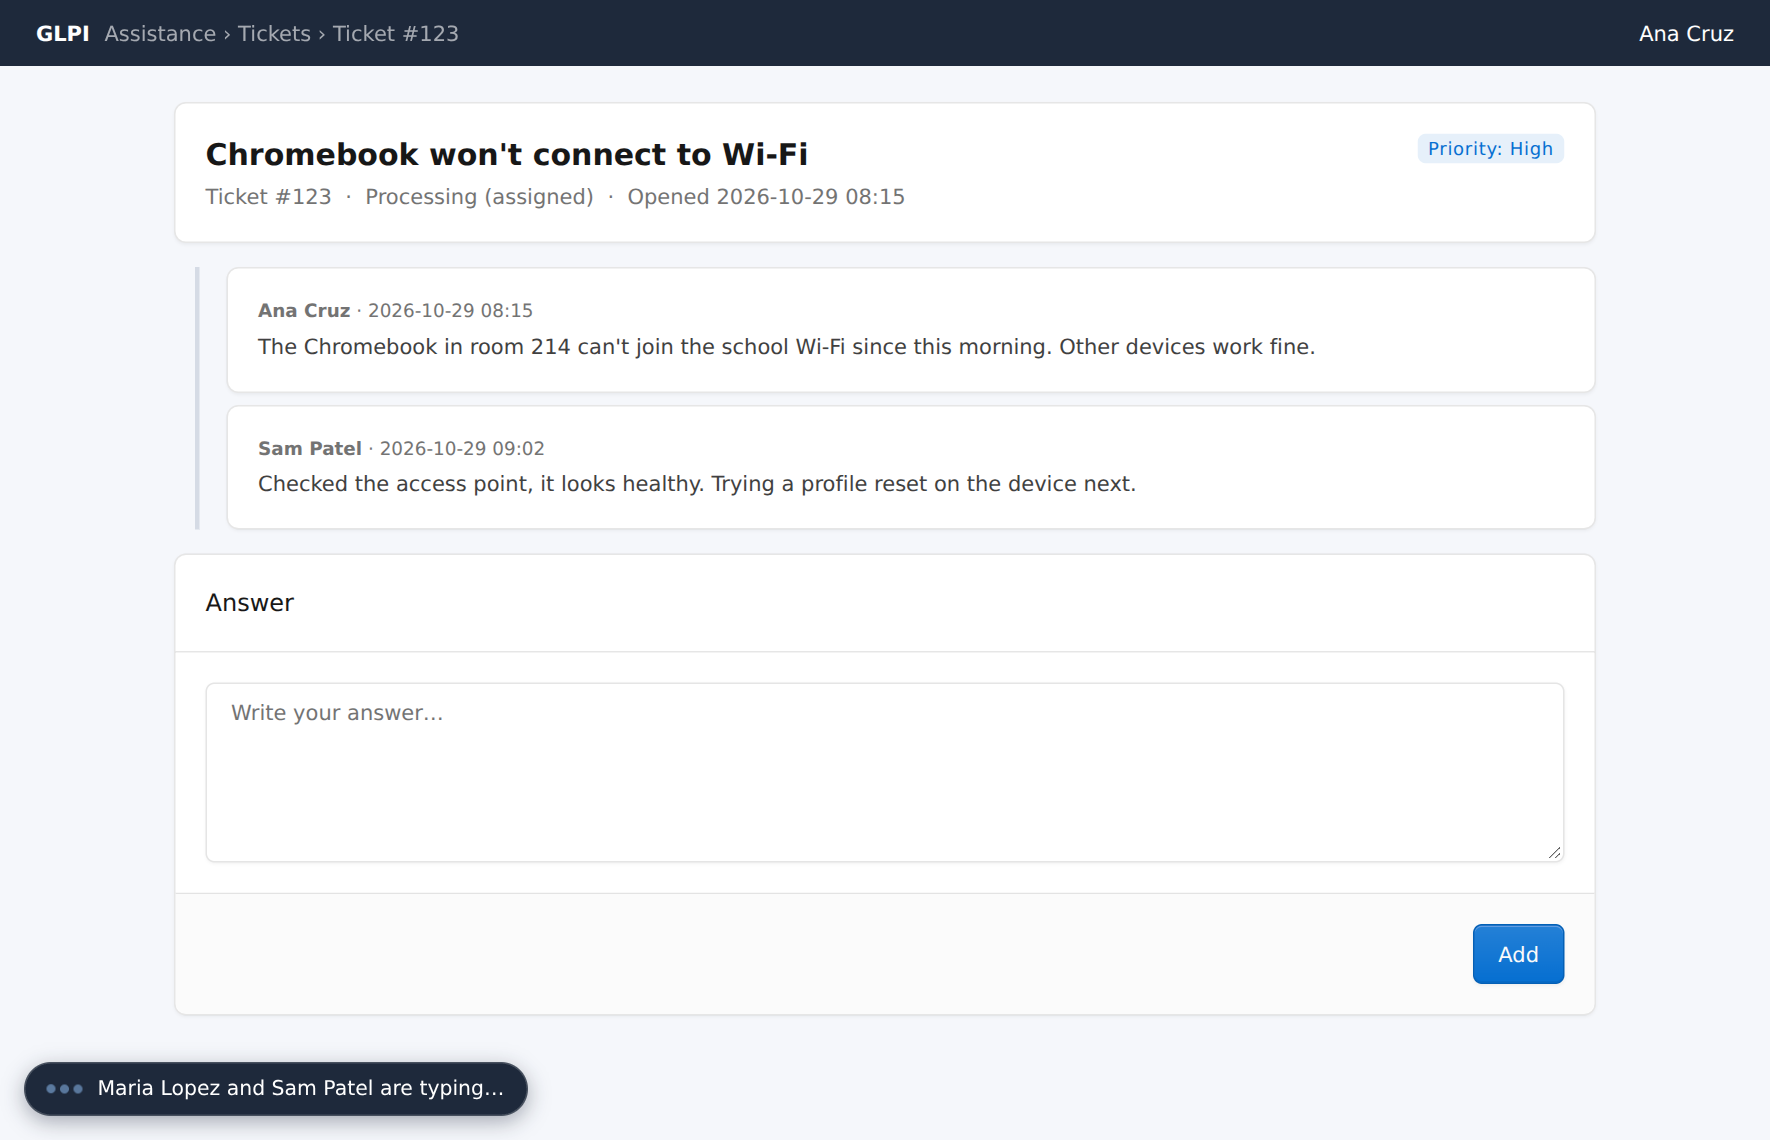 GLPI Assistance › Tickets › Ticket #123
Ana Cruz
Chromebook won't connect to Wi-Fi
Priority: High
Ticket #123 · Processing (assigned) · Opened 2026-10-29 08:15
Ana Cruz · 2026-10-29 08:15
The Chromebook in room 214 can't join the school Wi-Fi since this morning. Other devices work fine.
Sam Patel · 2026-10-29 09:02
Checked the access point, it looks healthy. Trying a profile reset on the device next.
Answer
Write your answer…
Add
Maria Lopez and Sam Patel are typing…